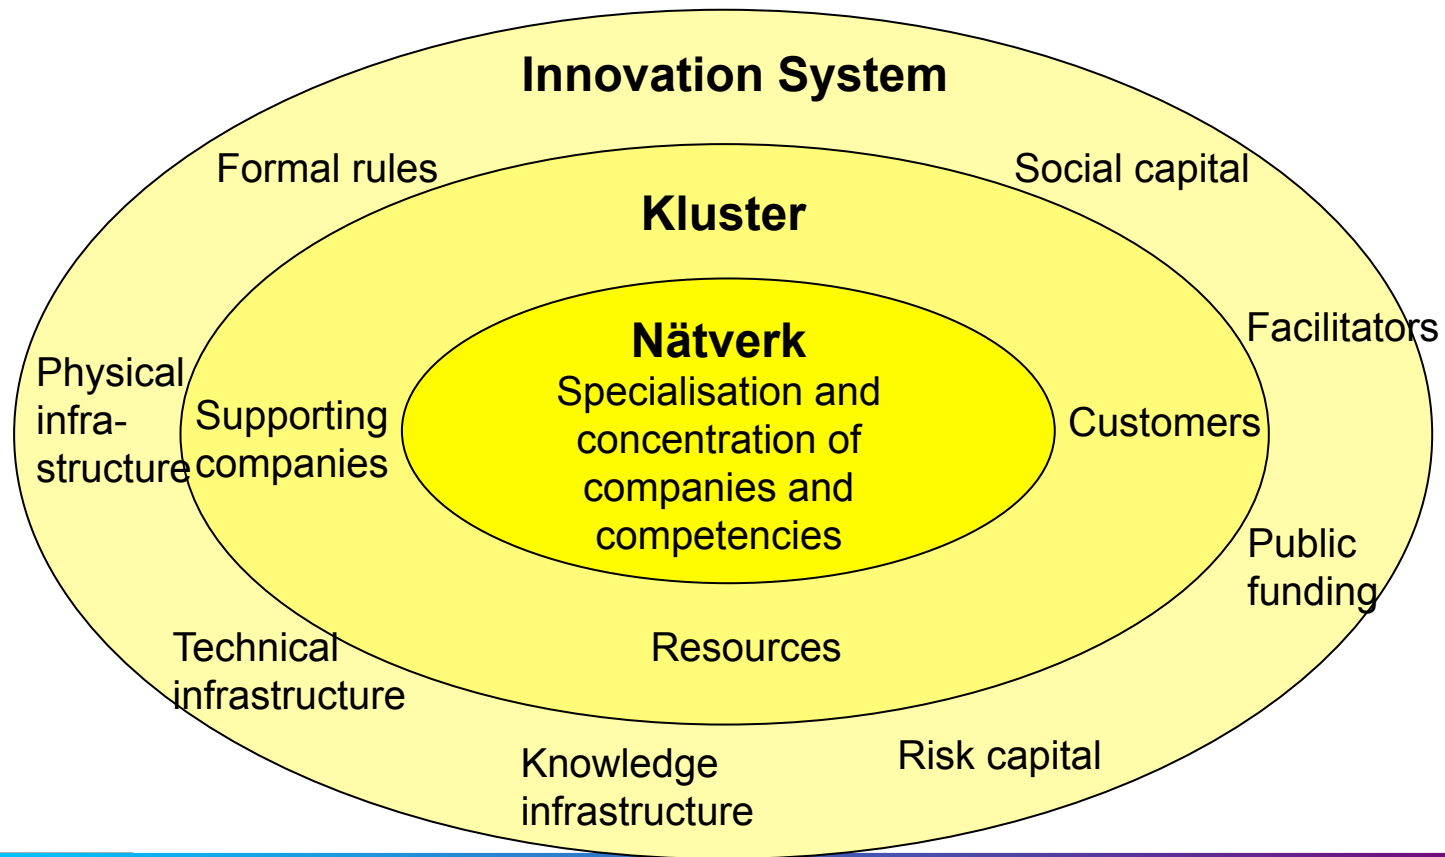 Innovation System
Formal rules
Social capital
Kluster
Facilitators
Nätverk
Specialisation and
concentration of
companies and
competencies
Physical
infra-
structure
Supporting
companies
Customers
Public
funding
Technical
infrastructure
Resources
Knowledge
infrastructure
Risk capital